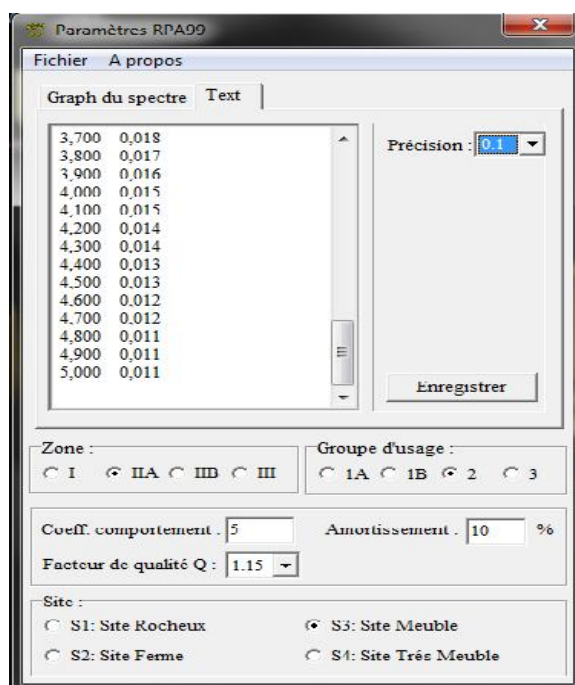 Paramètres RPA99
Fichier A propos
Graph du spectre Text
3,700 0,018
3,800 0,017
3,900 0,016
4,000 0,015
4,100 0,015
4,200 0,014
4,300 0,014
4,400 0,013
4,500 0,013
4,600 0,012
4,700 0,012
4,800 0,011
4,900 0,011
5,000 0,011
Précision : 0.1
Enregistrer
Zone :
I IIA IIB III
Groupe d'usage :
1A 1B 2 3
Coeff. comportement : 5 Amortissement : 10 %
Facteur de qualité Q : 1.15
Site :
S1: Site Rocheux S3: Site Meuble
S2: Site Ferme S4: Site Trés Meuble